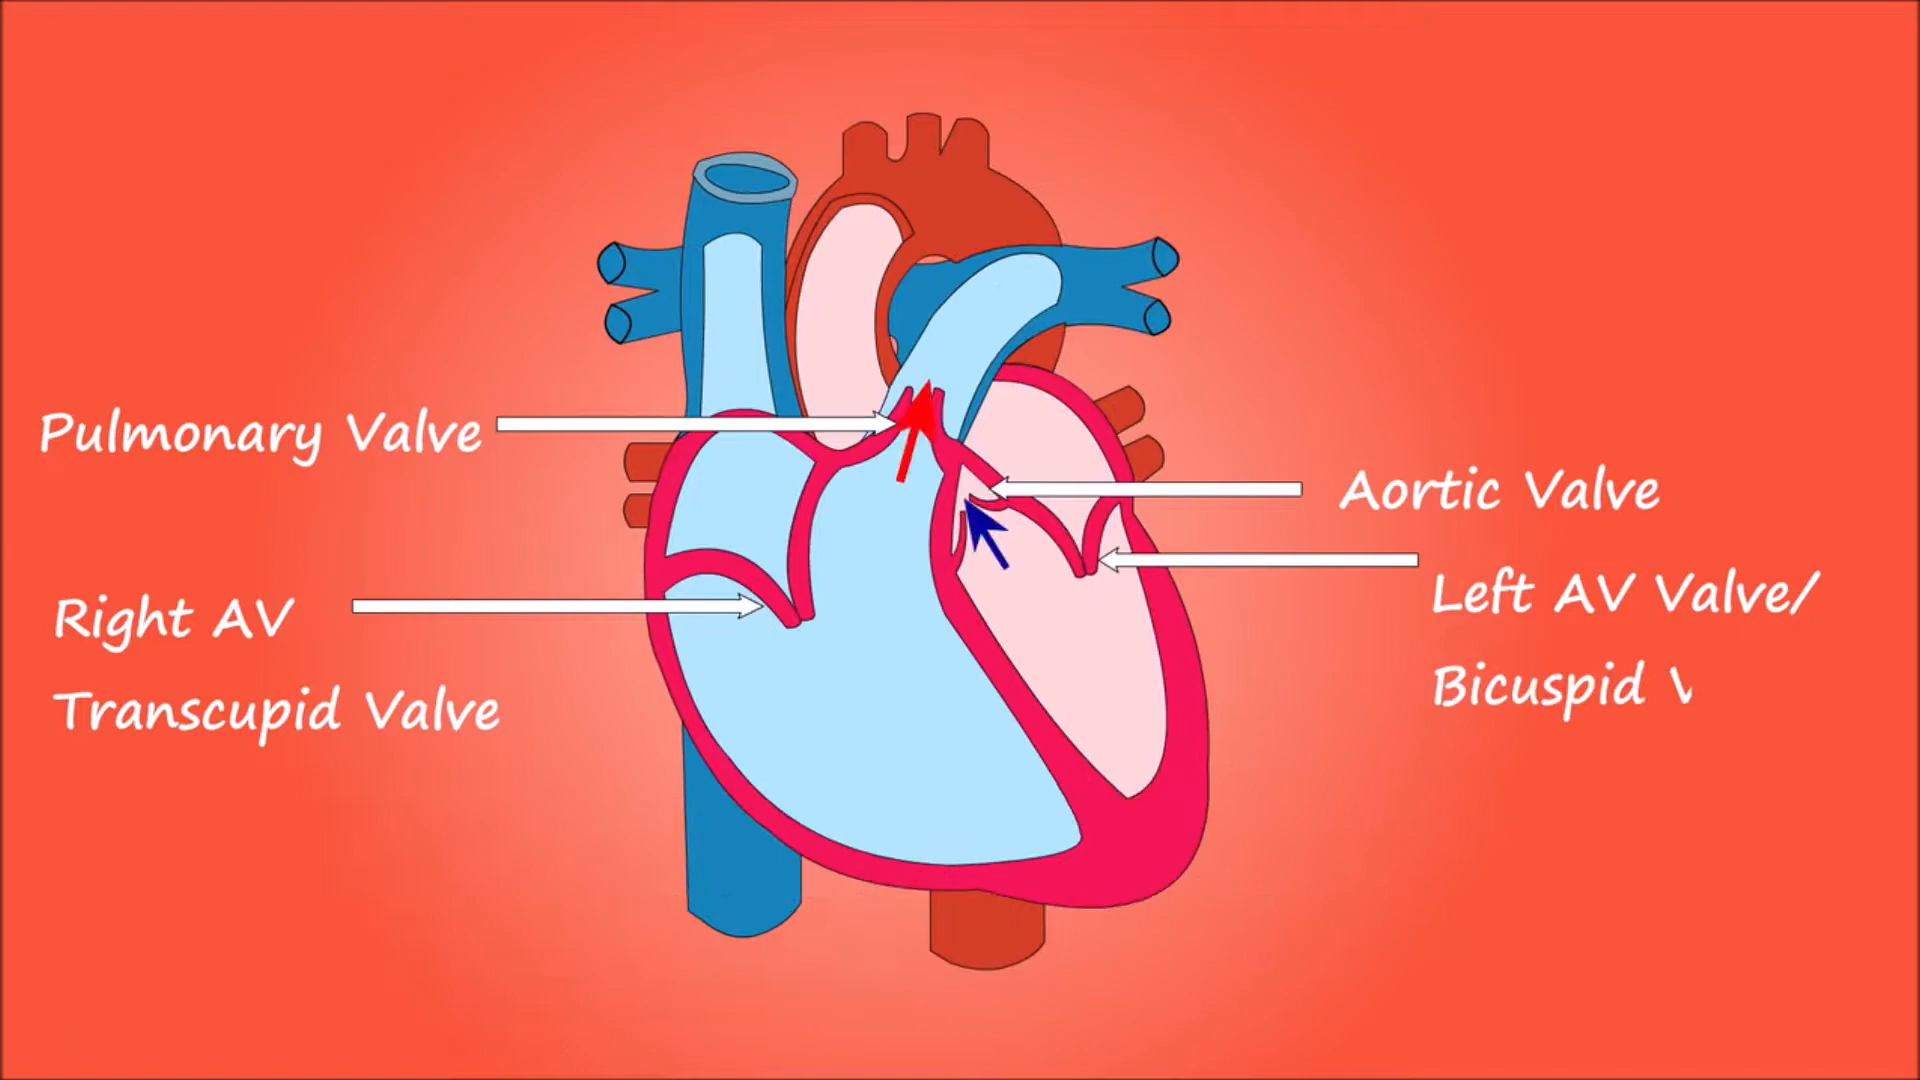 Pulmonary Valve
Right AV
Transcupid Valve
Aortic Valve
Left AV Valve/
Bicuspid